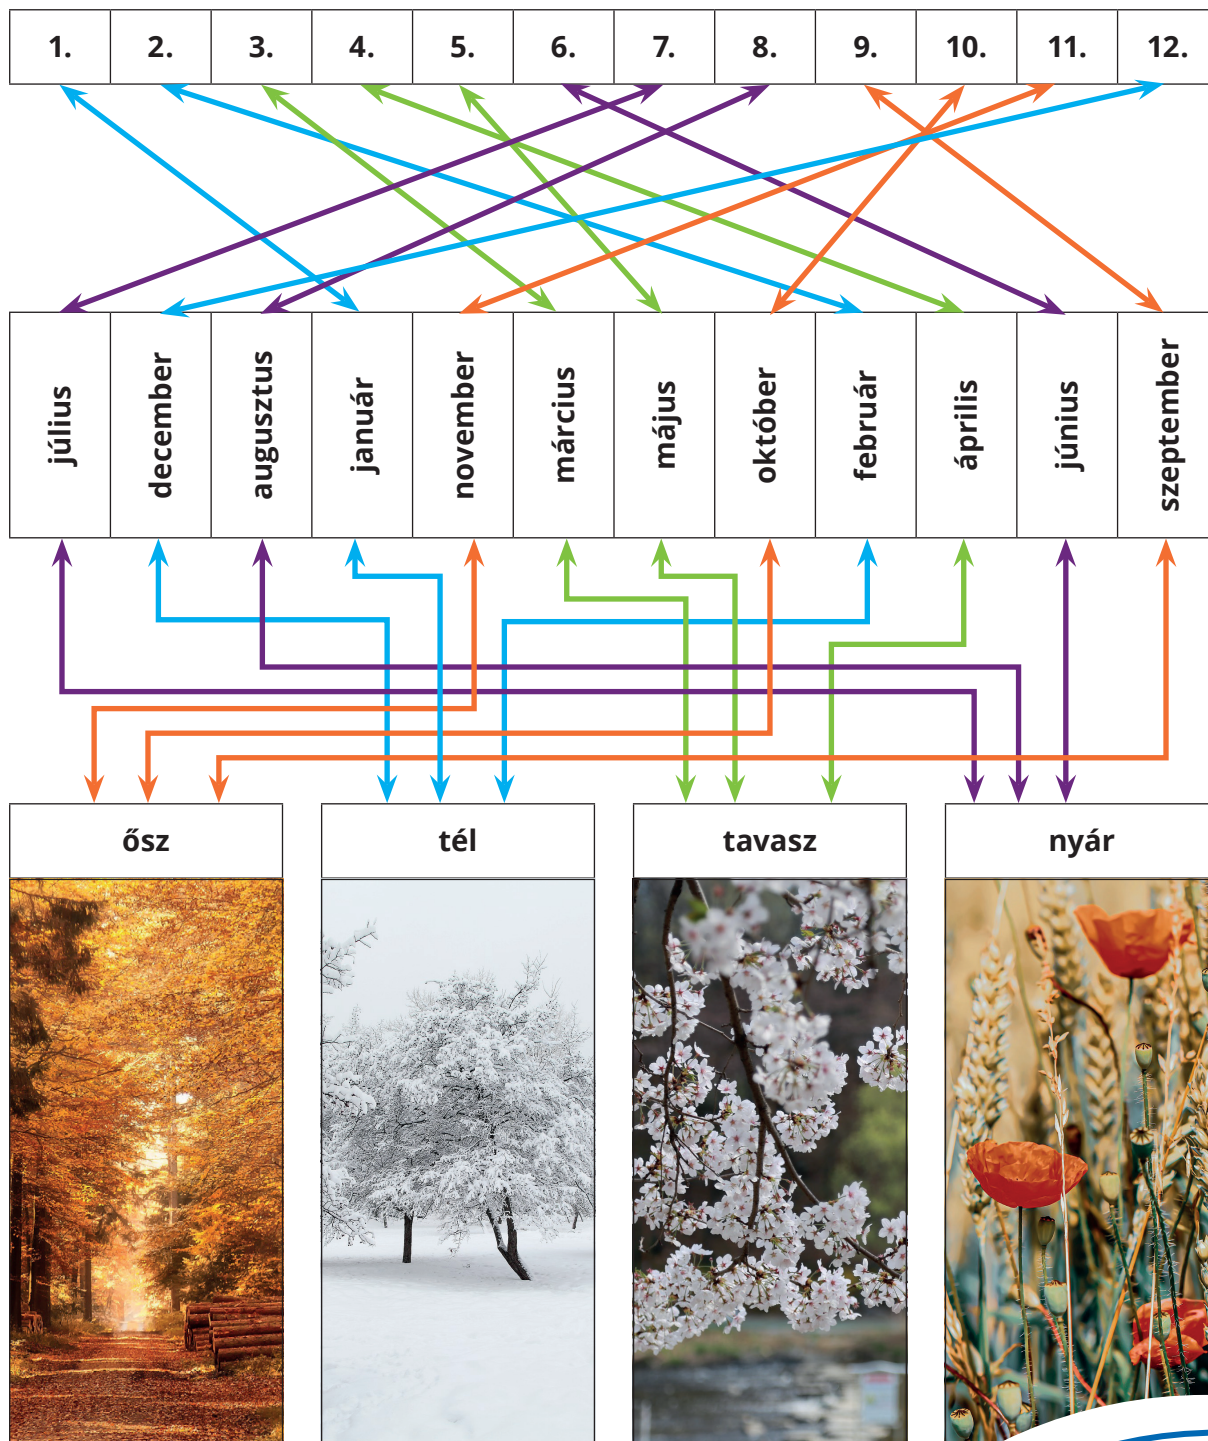 1. 2. 3. 4. 5. 6. 7. 8. 9. 10. 11. 12.
július december augusztus január november március május október február április június szeptember
ősz tél tavasz nyár